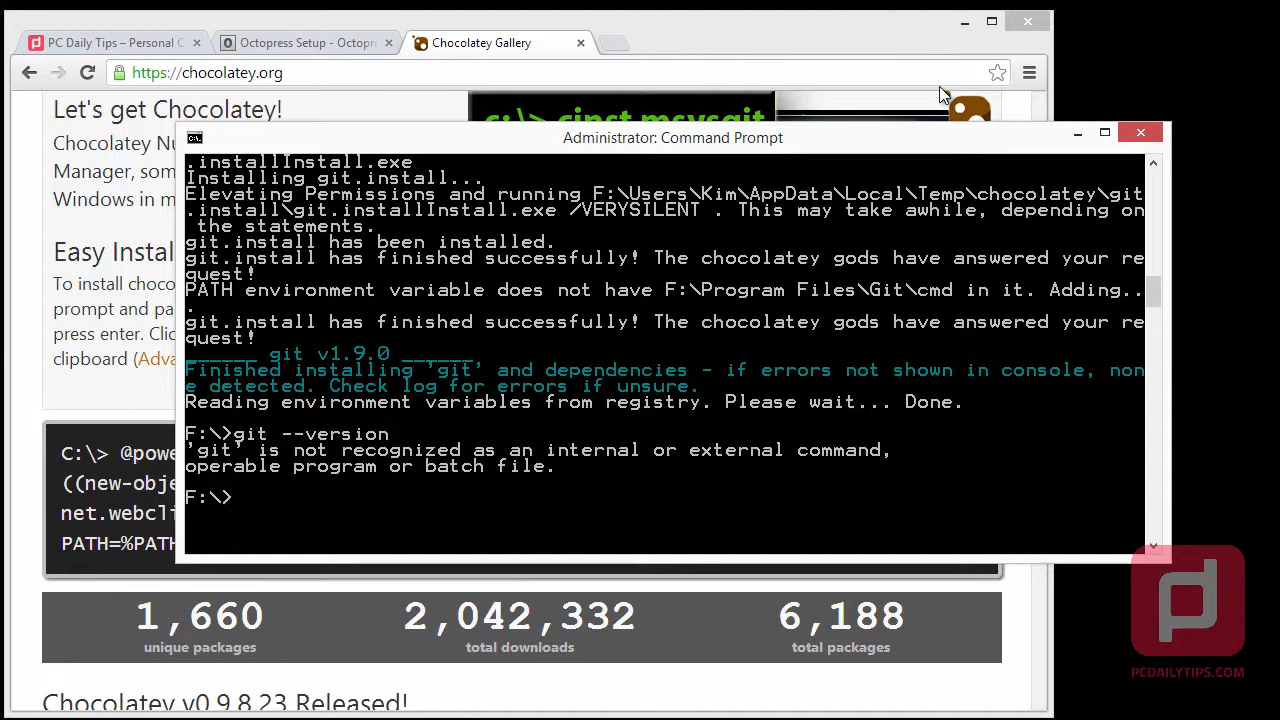 PC Daily Tips – Personal C
Octopress Setup - Octopr
Chocolatey Gallery
https://chocolatey.org
Let's get Chocolatey!
c:\> cinst msysgit
Chocolatey Nu
Manager, som
Windows in m
Easy Instal
To install choco
prompt and pa
press enter. Clic
clipboard (Adva
C:\> @powe
((new-obje
net.webcli
PATH=%PATH
Administrator: Command Prompt
.installInstall.exe
Installing git.install...
Elevating Permissions and running F:\Users\Kim\AppData\Local\Temp\chocolatey\git
.install\git.installInstall.exe /VERYSILENT . This may take awhile, depending on
the statements.
git.install has been installed.
git.install has finished successfully! The chocolatey gods have answered your re
quest!
PATH environment variable does not have F:\Program Files\Git\cmd in it. Adding..
.
git.install has finished successfully! The chocolatey gods have answered your re
quest!
______ git v1.9.0 ______
Finished installing 'git' and dependencies - if errors not shown in console, non
e detected. Check log for errors if unsure.
Reading environment variables from registry. Please wait... Done.
F:\>git --version
'git' is not recognized as an internal or external command,
operable program or batch file.
F:\>
1,660
unique packages
2,042,332
total downloads
6,188
total packages
Chocolatey v0.9.8.23 Released!
PCDAILYTIPS.COM